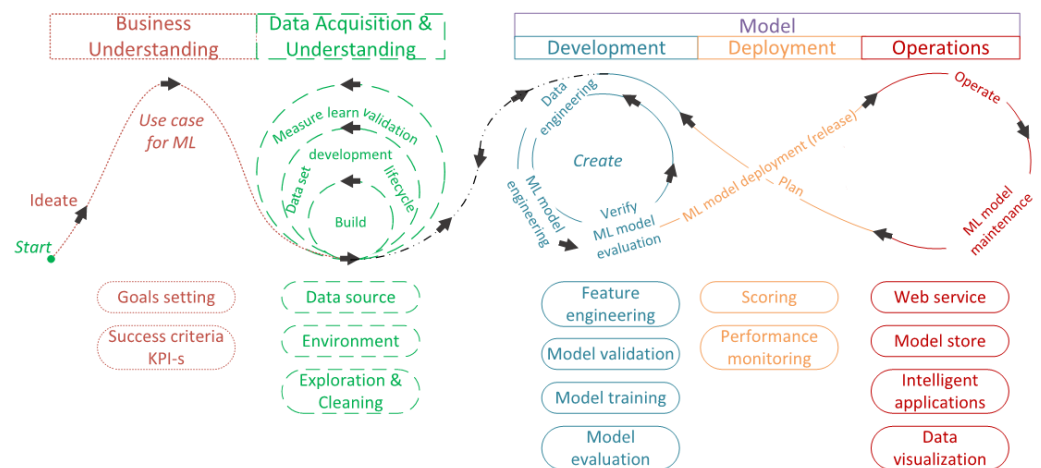 Business
Understanding
Data Acquisition &
Understanding
Model
Development
Deployment
Operations
Use case
for ML
Ideate
Start
Measure learn validation
development
Data set
lifecycle
Build
Data
engineering
Create
ML model
engineering
Verify
ML model
evaluation
ML model deployment (release)
Plan
Operate
ML model
maintenance
Goals setting
Success criteria
KPI-s
Data source
Environment
Exploration &
Cleaning
Feature
engineering
Model validation
Model training
Model
evaluation
Scoring
Performance
monitoring
Web service
Model store
Intelligent
applications
Data
visualization